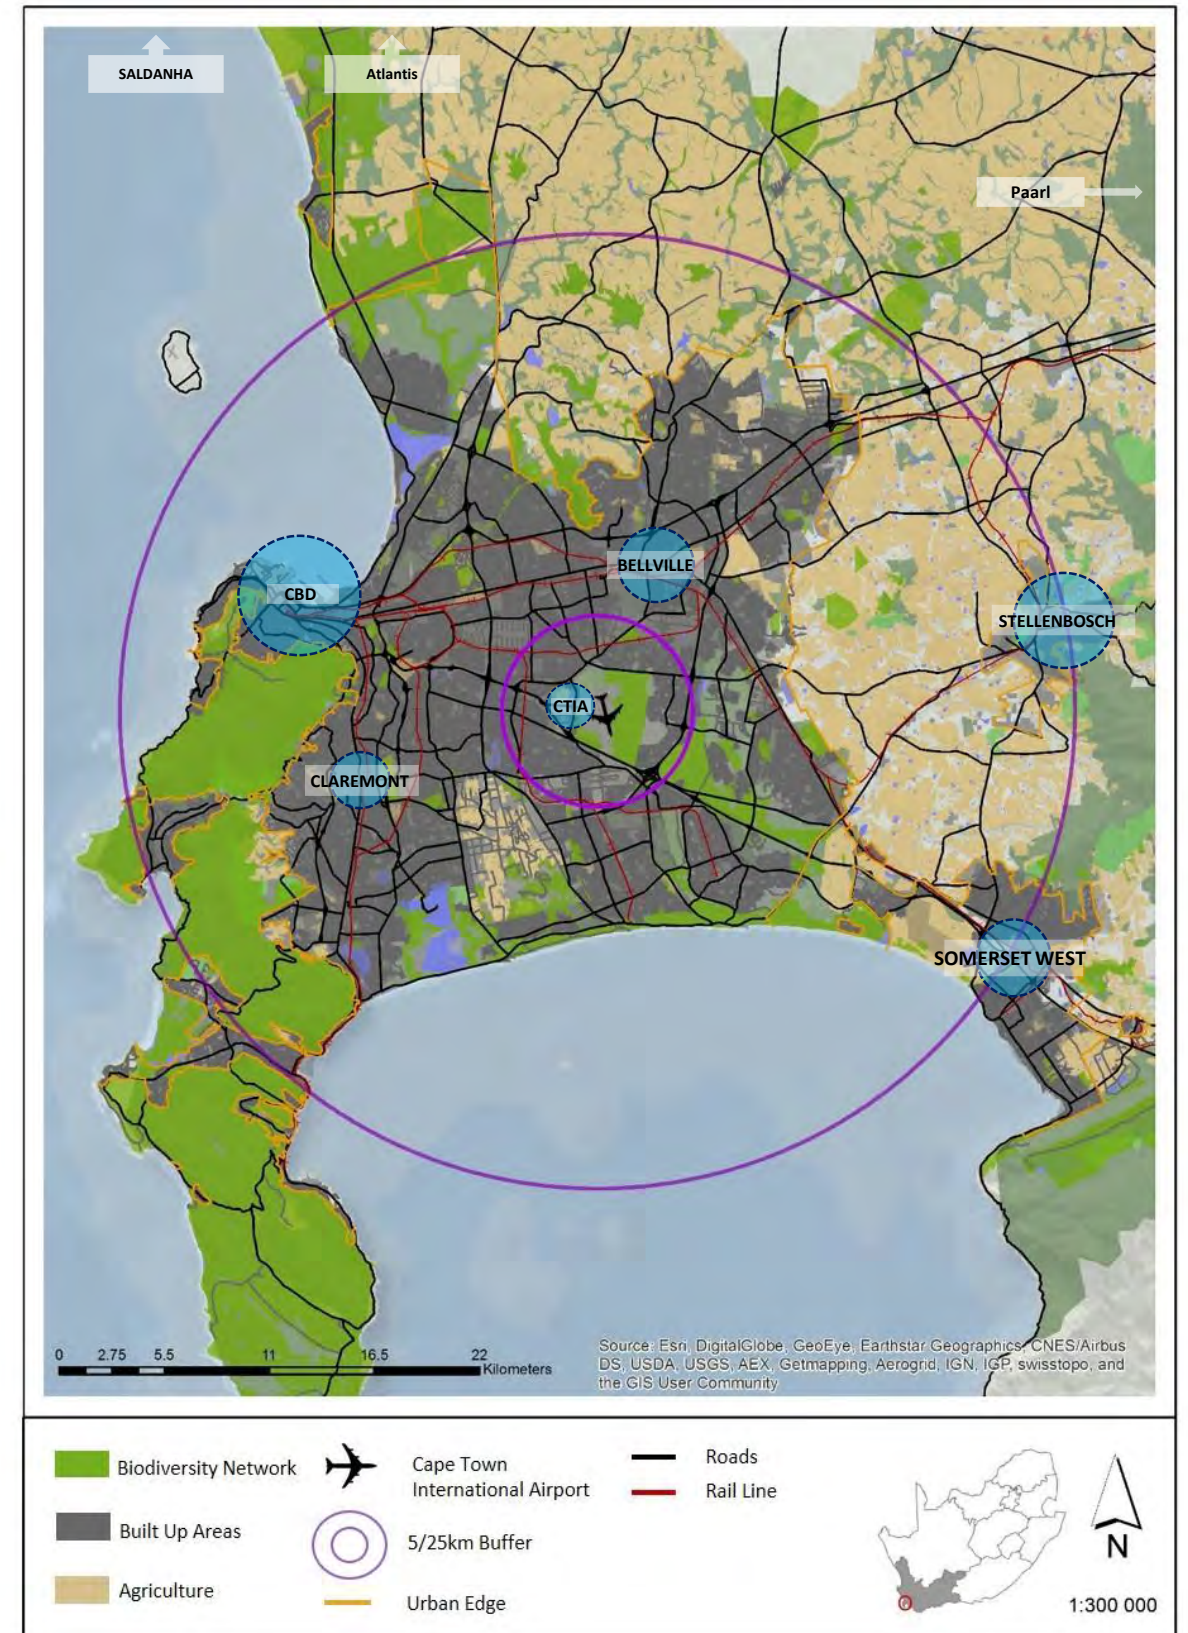 SALDANHA
Atlantis
Paarl
BELLVILLE
CBD
STELLENBOSCH
CTIA
CLAREMONT
SOMERSET WEST
0 2.75 5.5 11 16.5 22
Kilometers
Source: Esri, DigitalGlobe, GeoEye, Earthstar Geographics, CNES/Airbus
DS, USDA, USGS, AEX, Getmapping, Aerogrid, IGN, IGP, swisstopo, and
the GIS User Community
Biodiversity Network
Built Up Areas
Agriculture
Cape Town
International Airport
5/25km Buffer
Urban Edge
Roads
Rail Line
N
1:300 000